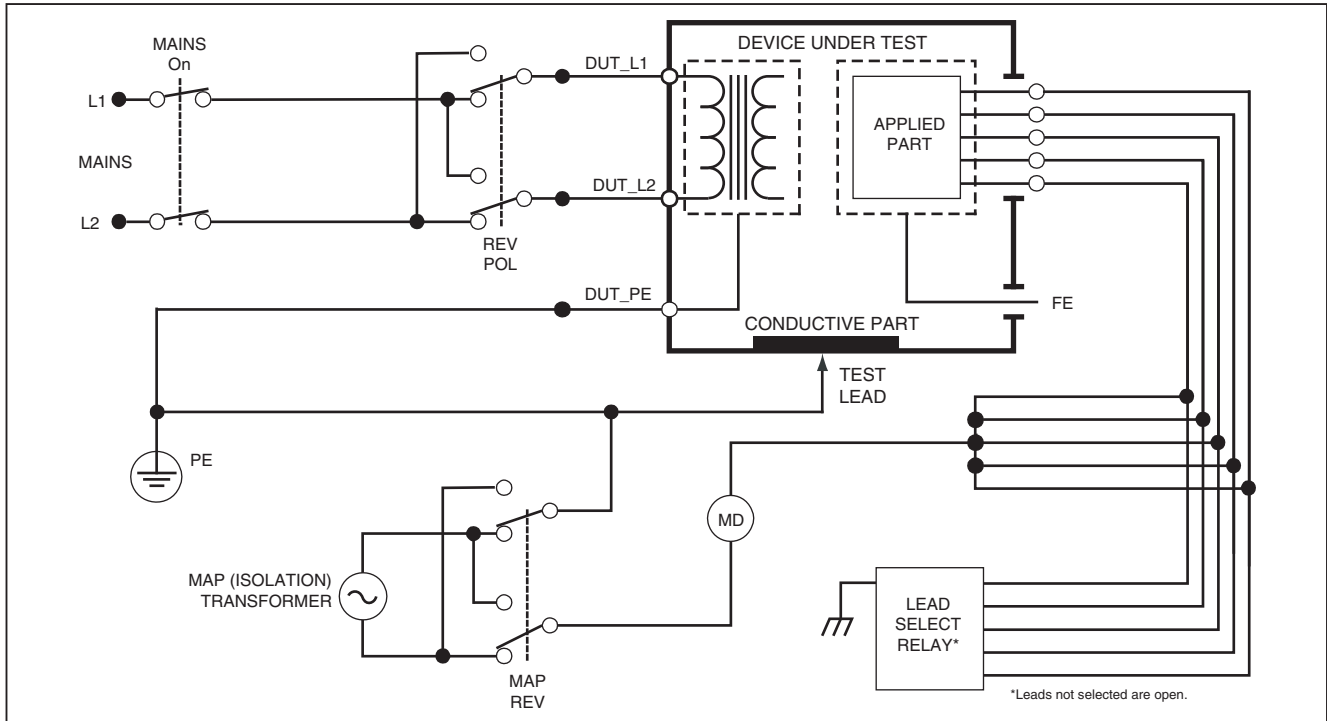 MAINS
On
L1
MAINS
L2
REV
POL
DUT_L1
DUT_L2
DUT_PE
DEVICE UNDER TEST
APPLIED
PART
FE
CONDUCTIVE PART
TEST
LEAD
PE
MAP (ISOLATION)
TRANSFORMER
MAP
REV
MD
LEAD
SELECT
RELAY*
*Leads not selected are open.